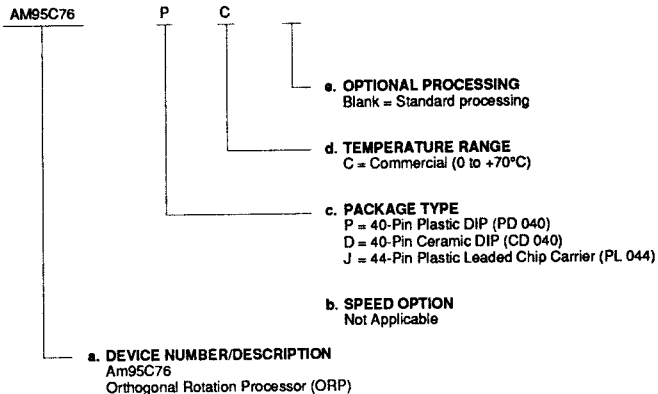 AM95C76 P C
e. OPTIONAL PROCESSING
Blank = Standard processing
d. TEMPERATURE RANGE
C = Commercial (0 to +70°C)
c. PACKAGE TYPE
P = 40-Pin Plastic DIP (PD 040)
D = 40-Pin Ceramic DIP (CD 040)
J = 44-Pin Plastic Leaded Chip Carrier (PL 044)
b. SPEED OPTION
Not Applicable
a. DEVICE NUMBER/DESCRIPTION
Am95C76
Orthogonal Rotation Processor (ORP)